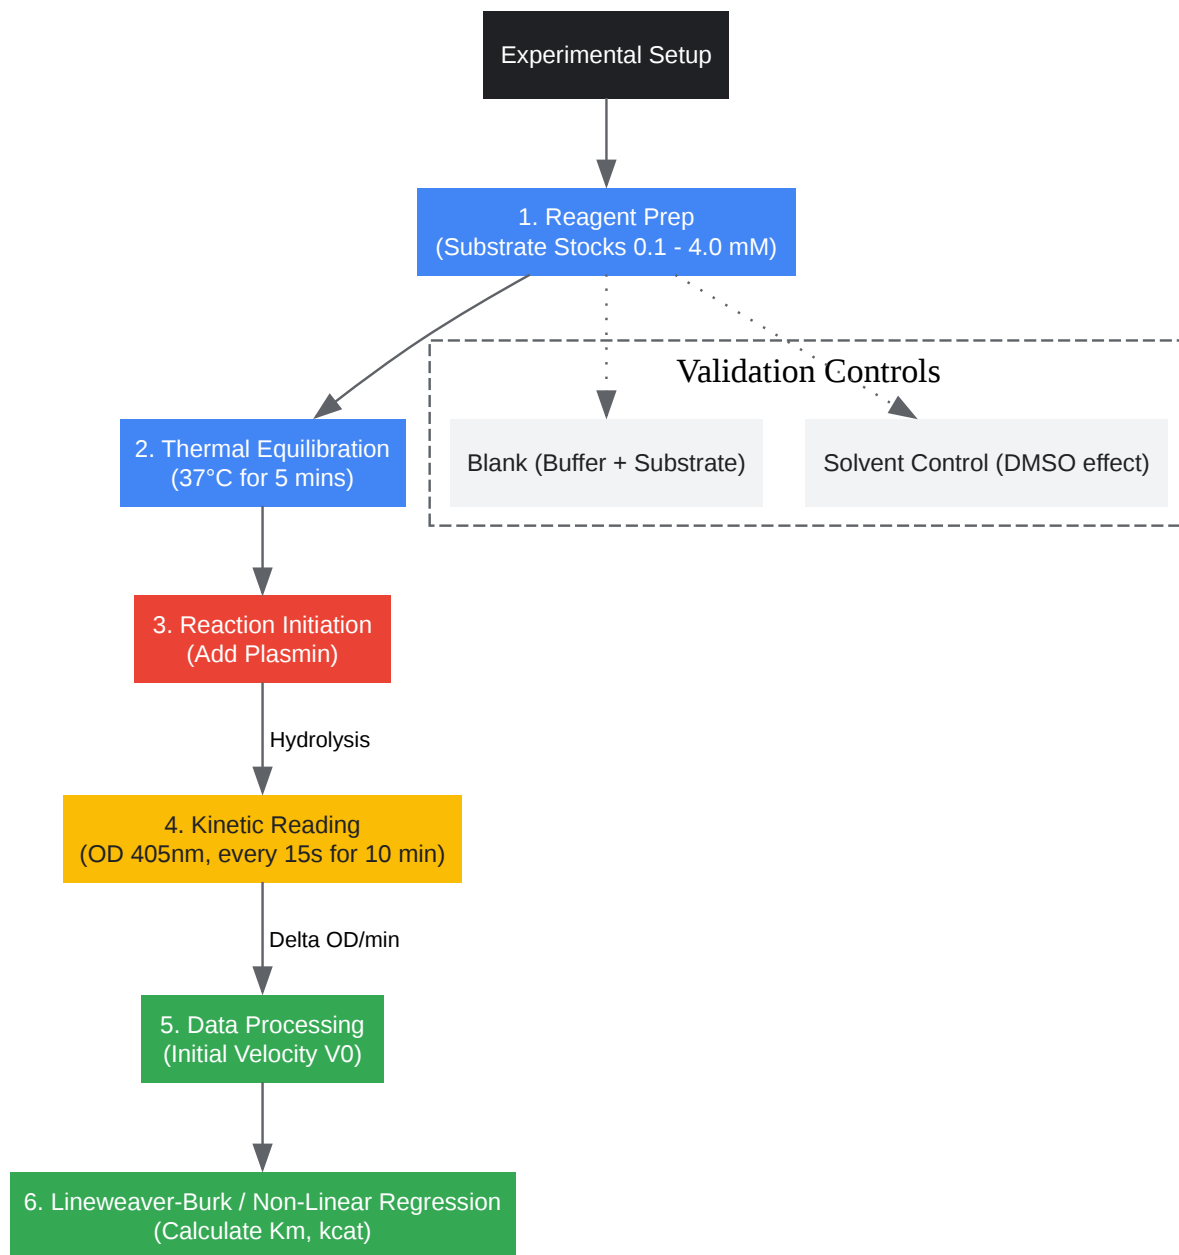 Experimental Setup
1. Reagent Prep
(Substrate Stocks 0.1 - 4.0 mM)
Validation Controls
2. Thermal Equilibration
(37°C for 5 mins)
Blank (Buffer + Substrate)
Solvent Control (DMSO effect)
3. Reaction Initiation
(Add Plasmin)
Hydrolysis
4. Kinetic Reading
(OD 405nm, every 15s for 10 min)
Delta OD/min
5. Data Processing
(Initial Velocity V0)
6. Lineweaver-Burk / Non-Linear Regression
(Calculate Km, kcat)